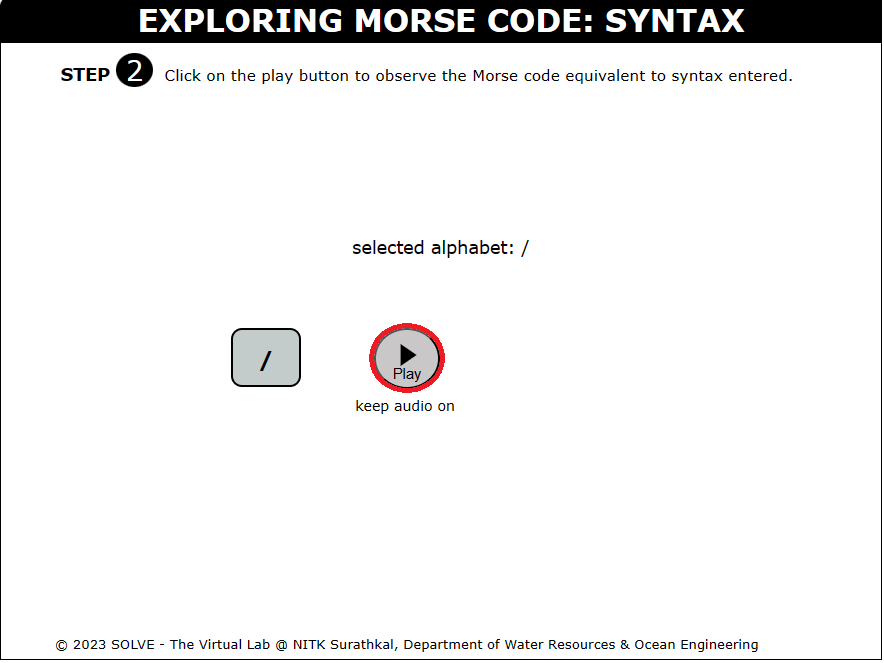 EXPLORING MORSE CODE: SYNTAX
STEP 2 Click on the play button to observe the Morse code equivalent to syntax entered.
selected alphabet: /
/
Play
keep audio on
© 2023 SOLVE - The Virtual Lab @ NITK Surathkal, Department of Water Resources & Ocean Engineering